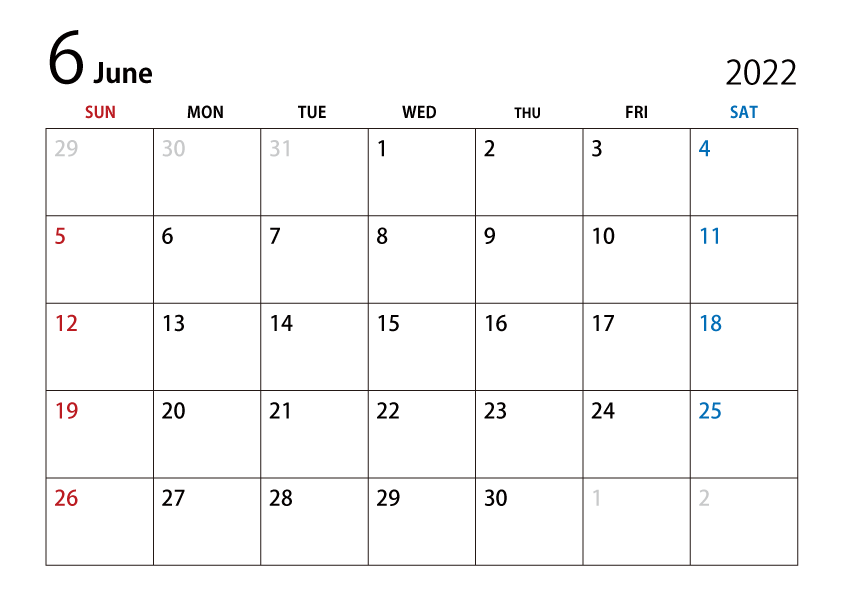 6 June 2022
SUN MON TUE WED THU FRI SAT
29 30 31 1 2 3 4
5 6 7 8 9 10 11
12 13 14 15 16 17 18
19 20 21 22 23 24 25
26 27 28 29 30 1 2